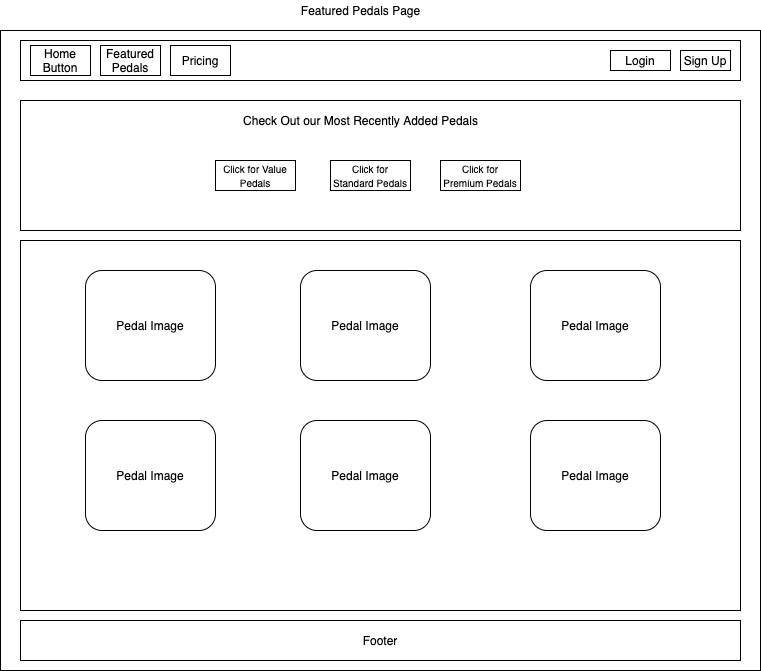 Featured Pedals Page
Home
Button
Featured
Pedals
Pricing
Login
Sign Up
Check Out our Most Recently Added Pedals
Click for Value
Pedals
Click for
Standard Pedals
Click for
Premium Pedals
Pedal Image
Pedal Image
Pedal Image
Pedal Image
Pedal Image
Pedal Image
Footer